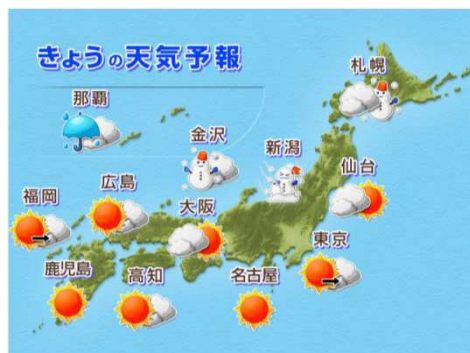 きょうの天気予報
札幌
那覇
金沢
新潟
仙台
福岡
広島
大阪
東京
鹿児島
高知
名古屋